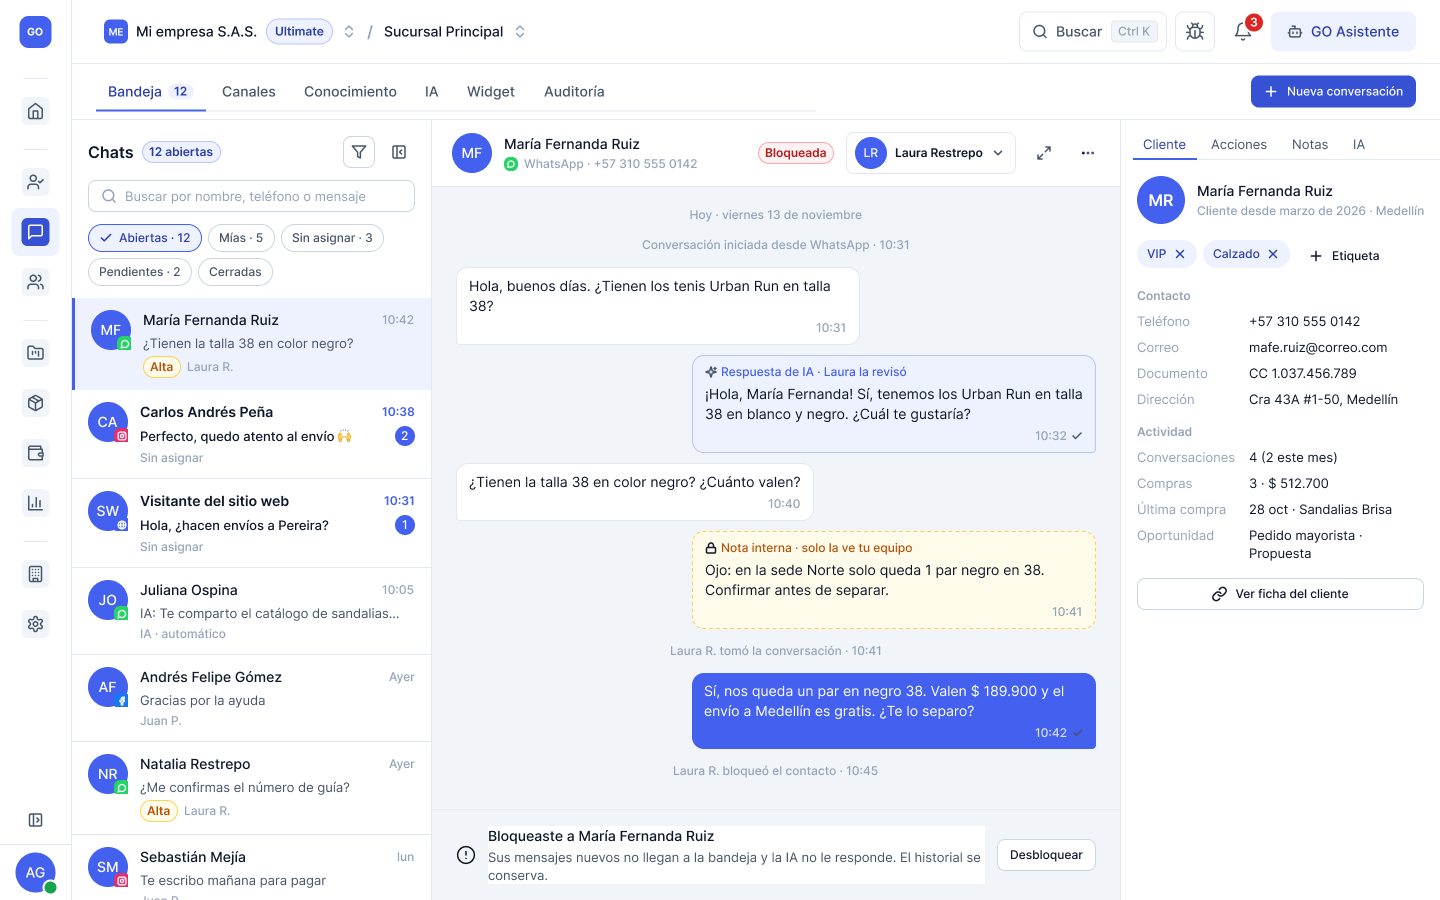 GO
ME Mi empresa S.A.S. Ultimate / Sucursal Principal
Buscar Ctrl K
3
GO Asistente
Bandeja 12 Canales Conocimiento IA Widget Auditoría
Nueva conversación
Chats 12 abiertas
Buscar por nombre, teléfono o mensaje
Abiertas · 12 Mías · 5 Sin asignar · 3
Pendientes · 2 Cerradas
MF María Fernanda Ruiz 10:42
¿Tienen la talla 38 en color negro?
Alta Laura R.
CA Carlos Andrés Peña 10:38
Perfecto, quedo atento al envío 🙌 2
Sin asignar
SW Visitante del sitio web 10:31
Hola, ¿hacen envíos a Pereira? 1
Sin asignar
JO Juliana Ospina 10:05
IA: Te comparto el catálogo de sandalias...
IA · automático
AF Andrés Felipe Gómez Ayer
Gracias por la ayuda
Juan P.
NR Natalia Restrepo Ayer
¿Me confirmas el número de guía?
Alta Laura R.
SM Sebastián Mejía lun
Te escribo mañana para pagar
Juan P.
AG
MF María Fernanda Ruiz
WhatsApp · +57 310 555 0142
Bloqueada
LR Laura Restrepo
Hoy · viernes 13 de noviembre
Conversación iniciada desde WhatsApp · 10:31
Hola, buenos días. ¿Tienen los tenis Urban Run en talla
38?
10:31
Respuesta de IA · Laura la revisó
¡Hola, María Fernanda! Sí, tenemos los Urban Run en talla
38 en blanco y negro. ¿Cuál te gustaría?
10:32
¿Tienen la talla 38 en color negro? ¿Cuánto valen?
10:40
Nota interna · solo la ve tu equipo
Ojo: en la sede Norte solo queda 1 par negro en 38.
Confirmar antes de separar.
10:41
Laura R. tomó la conversación · 10:41
Sí, nos queda un par en negro 38. Valen $ 189.900 y el
envío a Medellín es gratis. ¿Te lo separo?
10:42
Laura R. bloqueó el contacto · 10:45
Bloqueaste a María Fernanda Ruiz
Sus mensajes nuevos no llegan a la bandeja y la IA no le responde. El historial se
conserva.
Desbloquear
Cliente Acciones Notas IA
MR María Fernanda Ruiz
Cliente desde marzo de 2026 · Medellín
VIP Calzado Etiqueta
Contacto
Teléfono +57 310 555 0142
Correo mafe.ruiz@correo.com
Documento CC 1.037.456.789
Dirección Cra 43A #1-50, Medellín
Actividad
Conversaciones 4 (2 este mes)
Compras 3 · $ 512.700
Última compra 28 oct · Sandalias Brisa
Oportunidad Pedido mayorista ·
Propuesta
Ver ficha del cliente